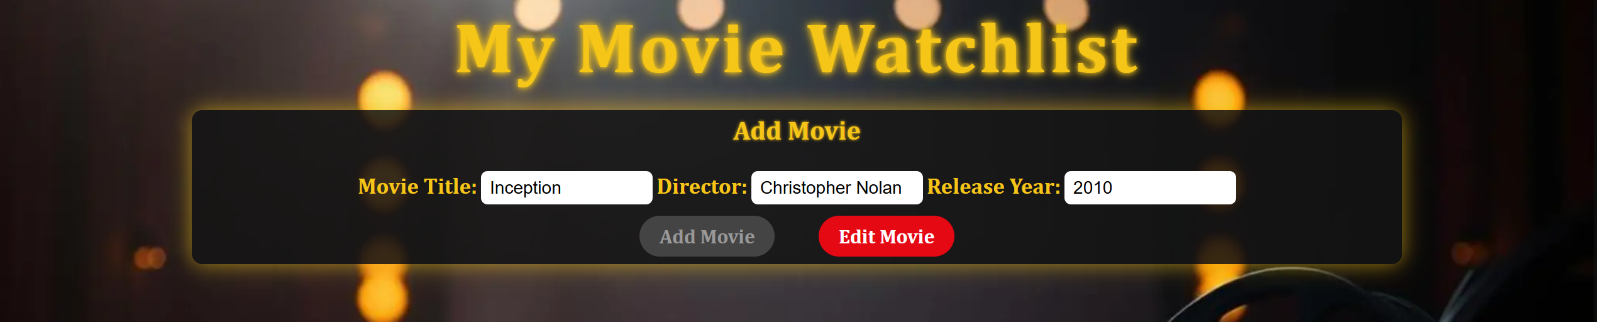 My Movie Watchlist
Add Movie
Movie Title: Inception Director: Christopher Nolan Release Year: 2010
Add Movie Edit Movie